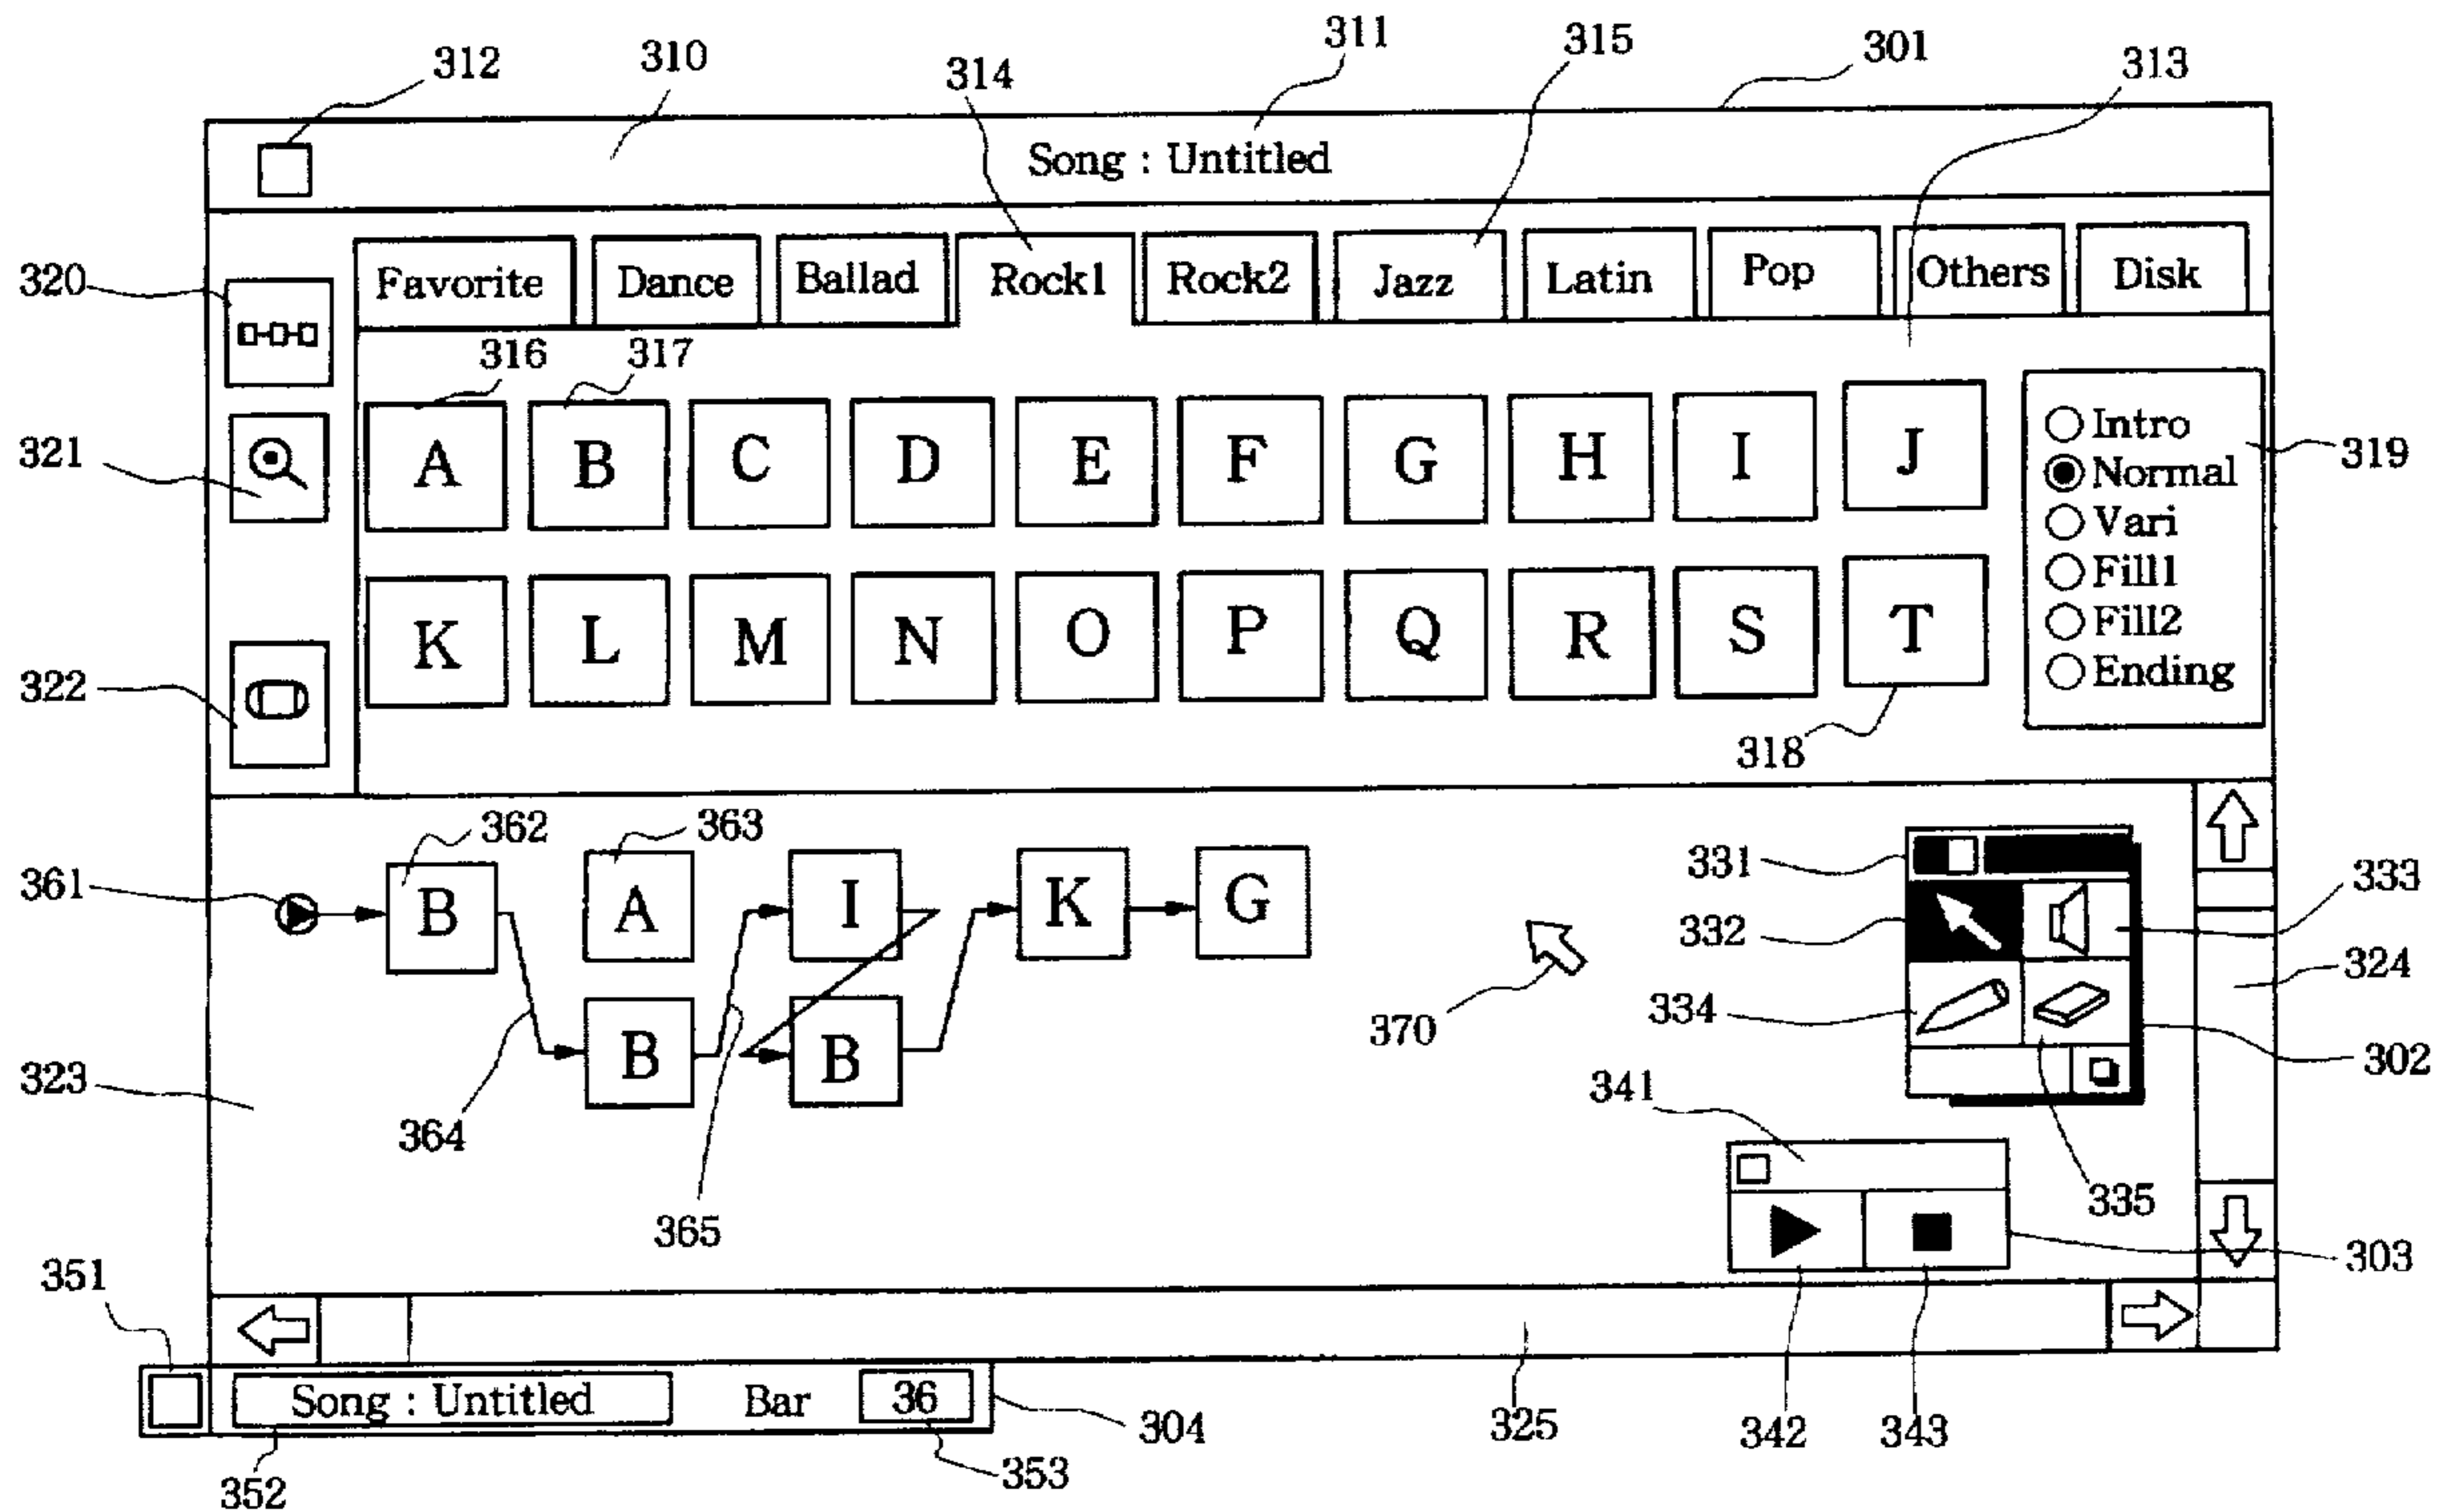 312 310 314 311 315 301 313
Song : Untitled
320
Favorite Dance Ballad Rock1 Rock2 Jazz Latin Pop Others Disk
316 317
321
A B C D E F G H I J
Intro
Normal
Vari
Fill1
Fill2
Ending
319
322
K L M N O P Q R S T
318
362 363
361
B A I K G
331
332
333
324
370
334
B B
302
323
364
341
365
335
303
351
Song : Untitled Bar 36
304 325 342 343
352 353